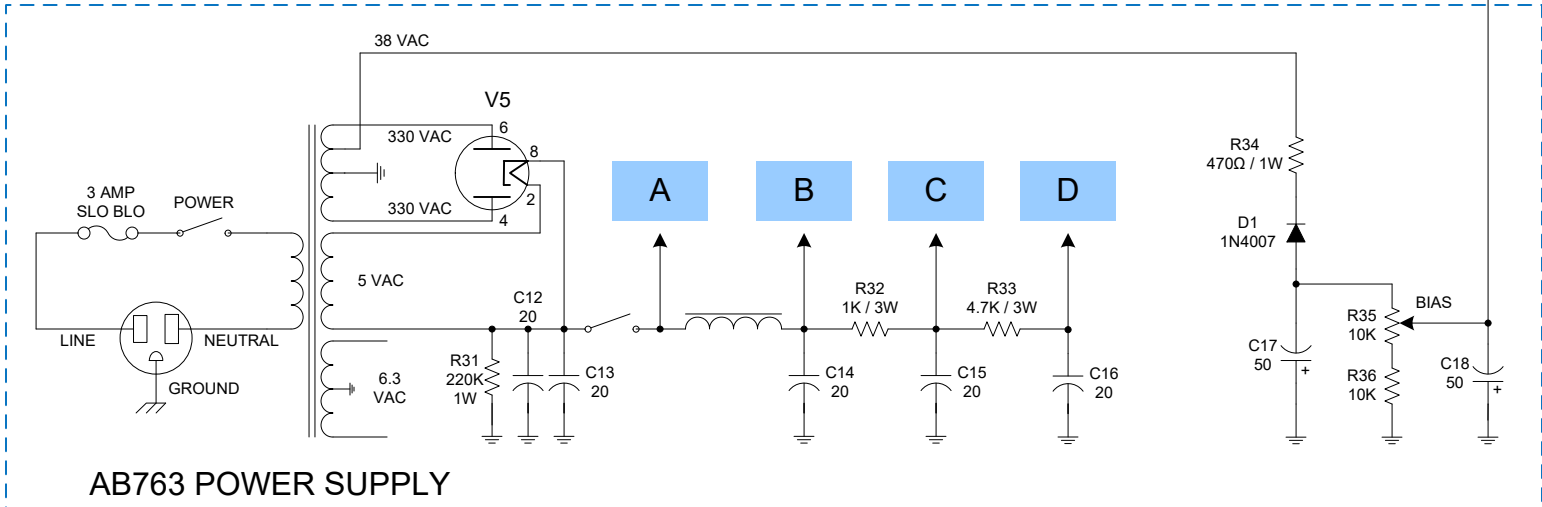 38 VAC
V5
330 VAC
6
8
2
330 VAC
4
3 AMP
SLO BLO
POWER
A
B
C
D
R34
470Ω / 1W
D1
1N4007
5 VAC
C12
20
R32
1K / 3W
R33
4.7K / 3W
BIAS
R35
10K
LINE
NEUTRAL
GROUND
6.3
VAC
R31
220K
1W
C13
20
C14
20
C15
20
C16
20
C17
50
+
R36
10K
C18
50
+
AB763 POWER SUPPLY